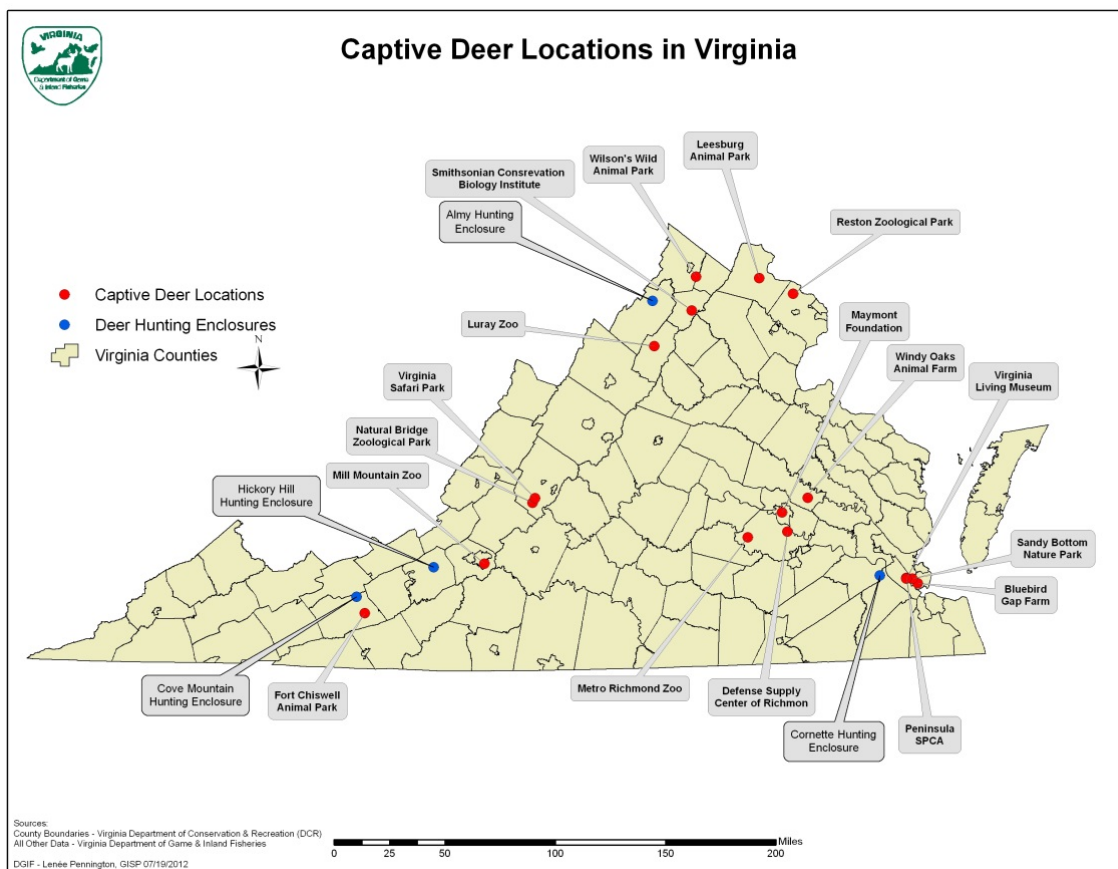 VIRGINIA
Department of Game
& Inland Fisheries
Captive Deer Locations in Virginia
Leesburg
Animal Park
Wilson's Wild
Animal Park
Smithsonian Consrevation
Biology Institute
Almy Hunting
Enclosure
Reston Zoological Park
Captive Deer Locations
Deer Hunting Enclosures
Virginia Counties
N
Luray Zoo
Maymont
Foundation
Windy Oaks
Animal Farm
Virginia
Living Museum
Virginia
Safari Park
Natural Bridge
Zoological Park
Mill Mountain Zoo
Hickory Hill
Hunting Enclosure
Sandy Bottom
Nature Park
Bluebird
Gap Farm
Cove Mountain
Hunting Enclosure
Fort Chiswell
Animal Park
Metro Richmond Zoo
Defense Supply
Center of Richmon
Cornette Hunting
Enclosure
Peninsula
SPCA
Sources:
County Boundaries - Virginia Department of Conservation & Recreation (DCR)
All Other Data - Virginia Department of Game & Inland Fisheries
DGIF - Lenée Pennington, GISP 07/19/2012
Miles
0 25 50 100 150 200